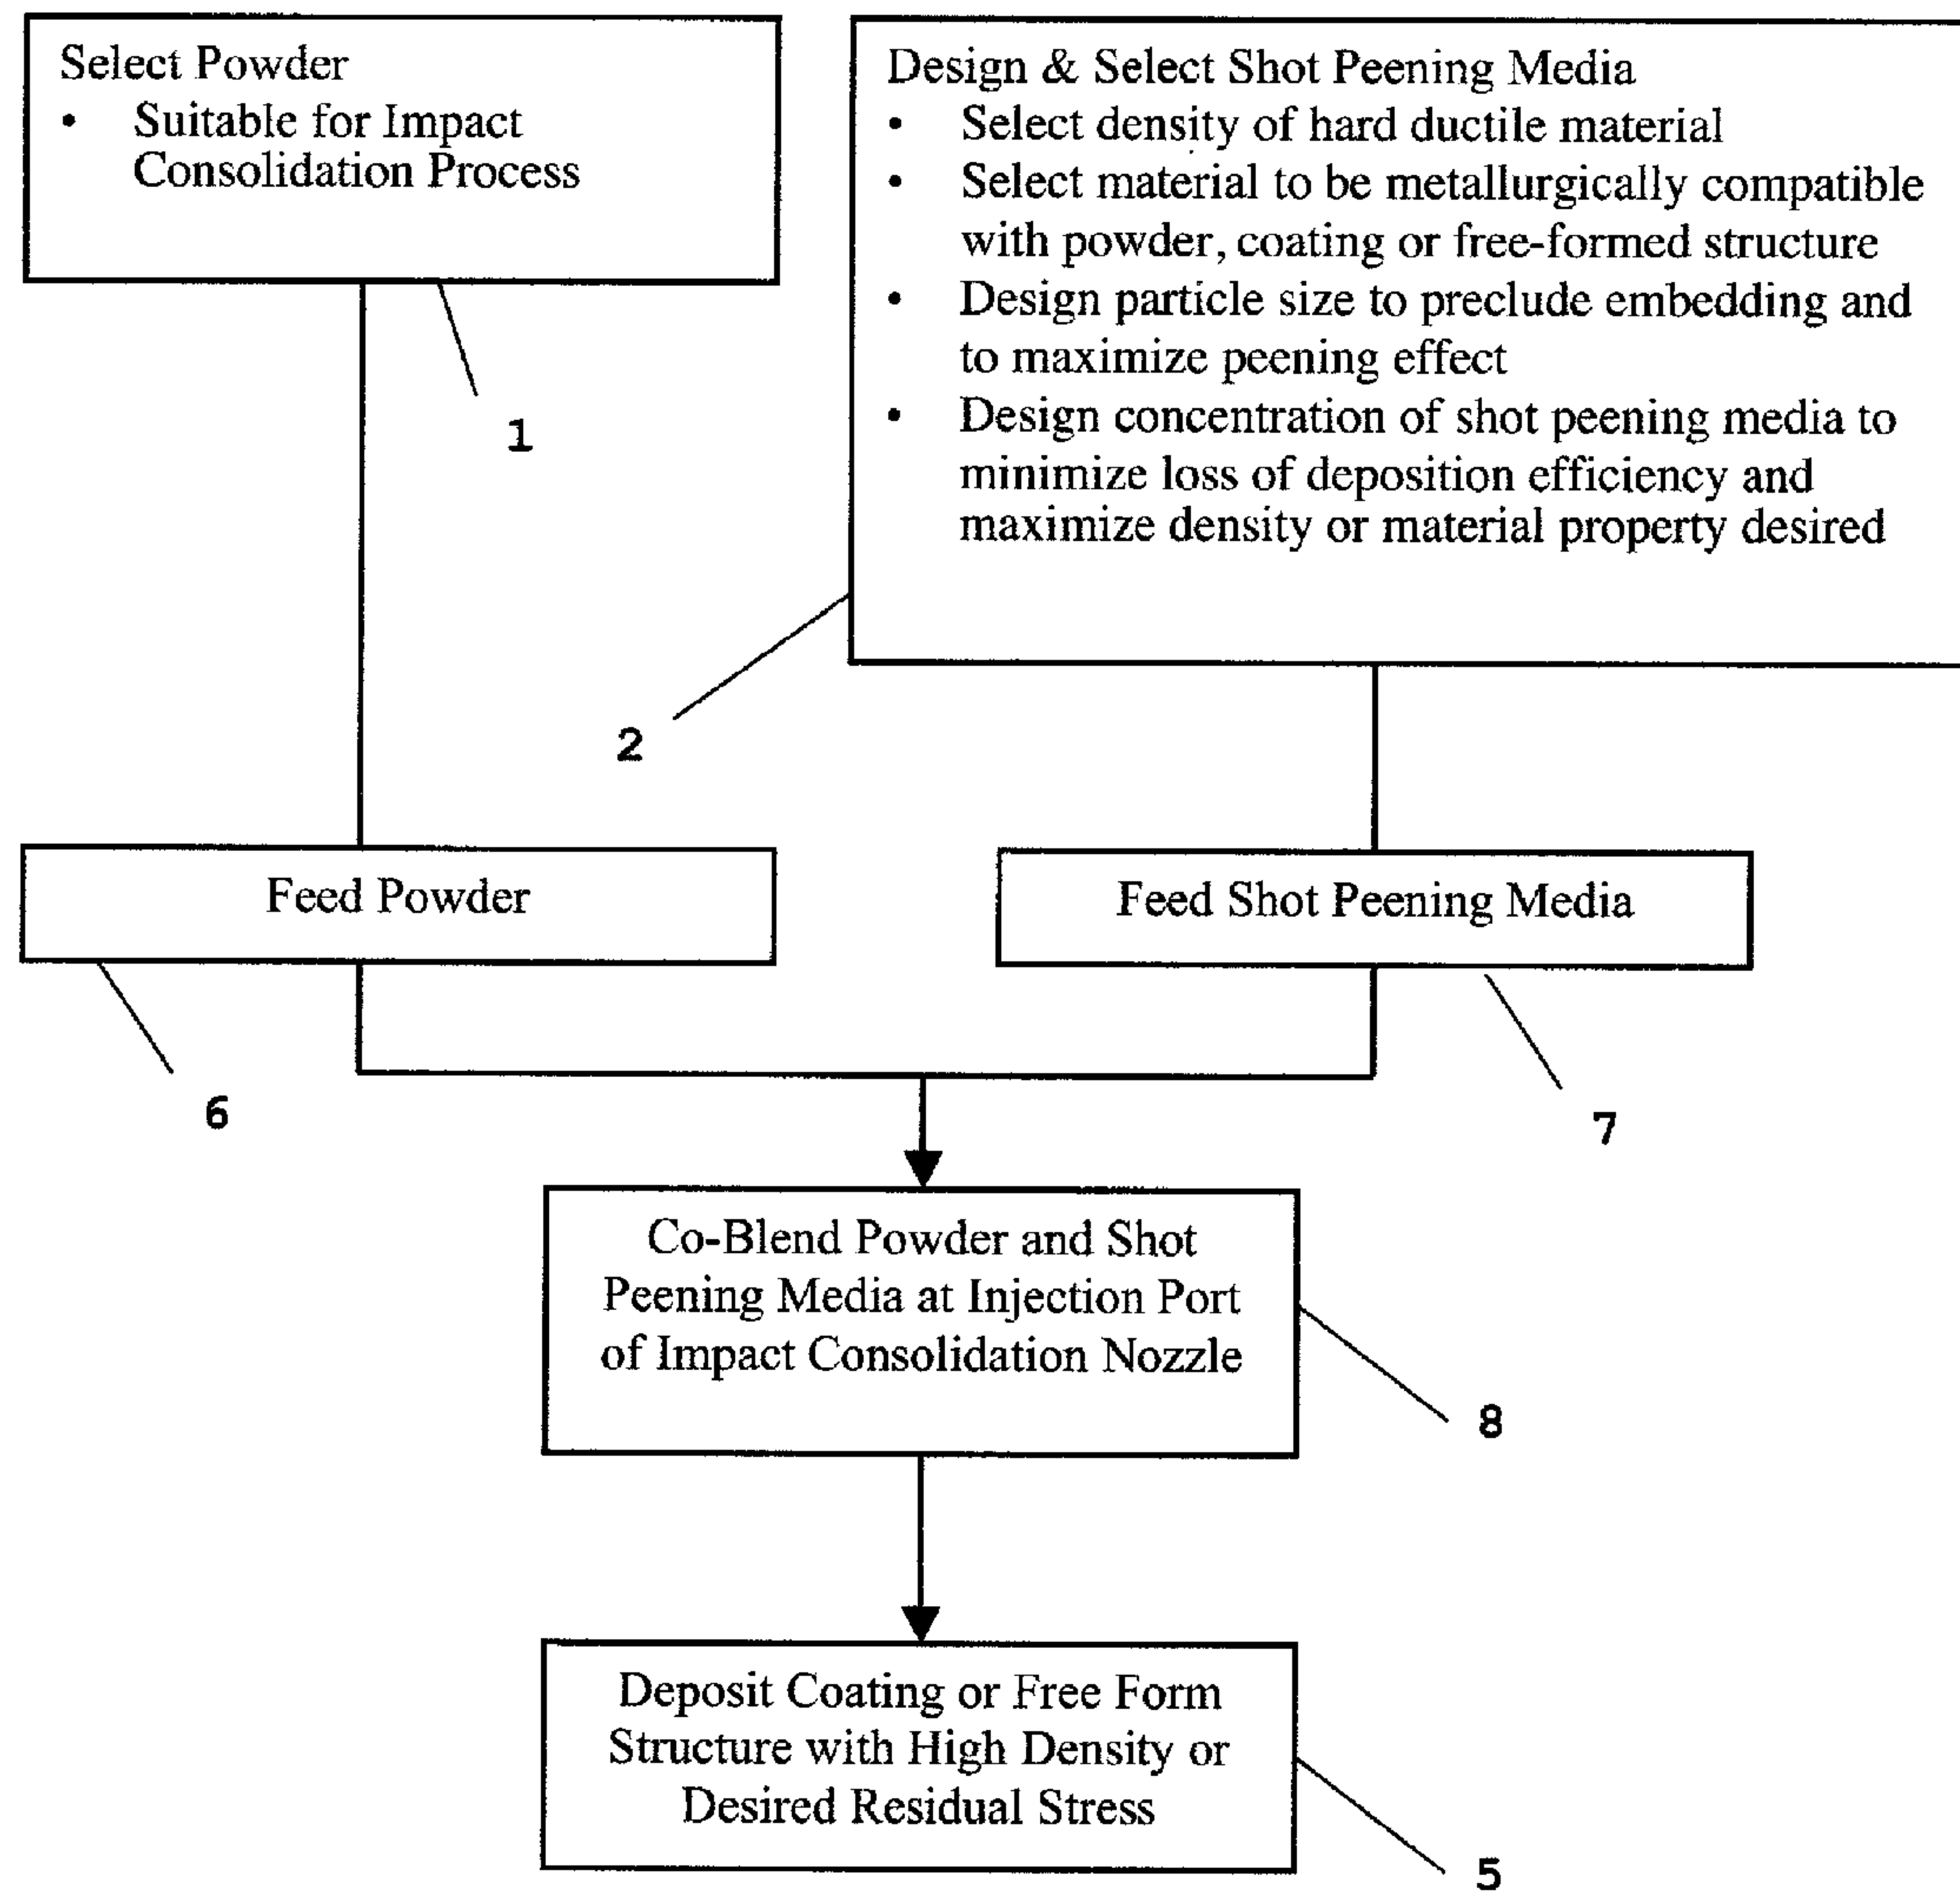 Select Powder
• Suitable for Impact
Consolidation Process
1
Design & Select Shot Peening Media
• Select density of hard ductile material
• Select material to be metallurgically compatible
with powder, coating or free-formed structure
• Design particle size to preclude embedding and
to maximize peening effect
• Design concentration of shot peening media to
minimize loss of deposition efficiency and
maximize density or material property desired
2
Feed Powder
6
Feed Shot Peening Media
7
Co-Blend Powder and Shot
Peening Media at Injection Port
of Impact Consolidation Nozzle
8
Deposit Coating or Free Form
Structure with High Density or
Desired Residual Stress
5